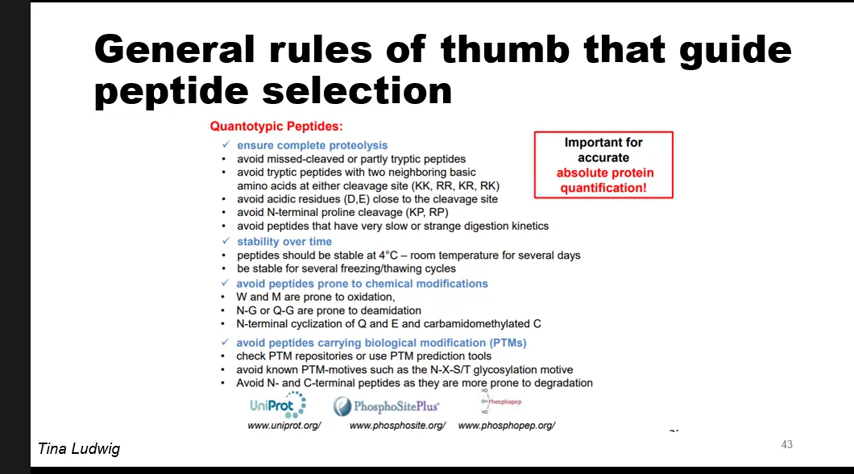 General rules of thumb that guide
peptide selection
Quantotypic Peptides:
✓ ensure complete proteolysis
• avoid missed-cleaved or partly tryptic peptides
• avoid tryptic peptides with two neighboring basic
amino acids at either cleavage site (KK, RR, KR, RK)
• avoid acidic residues (D,E) close to the cleavage site
• avoid N-terminal proline cleavage (KP, RP)
• avoid peptides that have very slow or strange digestion kinetics
✓ stability over time
• peptides should be stable at 4°C – room temperature for several days
• be stable for several freezing/thawing cycles
✓ avoid peptides prone to chemical modifications
• W and M are prone to oxidation,
• N-G or Q-G are prone to deamidation
• N-terminal cyclization of Q and E and carbamidomethylated C
✓ avoid peptides carrying biological modification (PTMs)
• check PTM repositories or use PTM prediction tools
• avoid known PTM-motives such as the N-X-S/T glycosylation motive
• Avoid N- and C-terminal peptides as they are more prone to degradation
Important for
accurate
absolute protein
quantification!
UniProt
PhosphoSitePlus
Phosphopep
www.uniprot.org/
www.phosphosite.org/
www.phosphopep.org/
Tina Ludwig
43